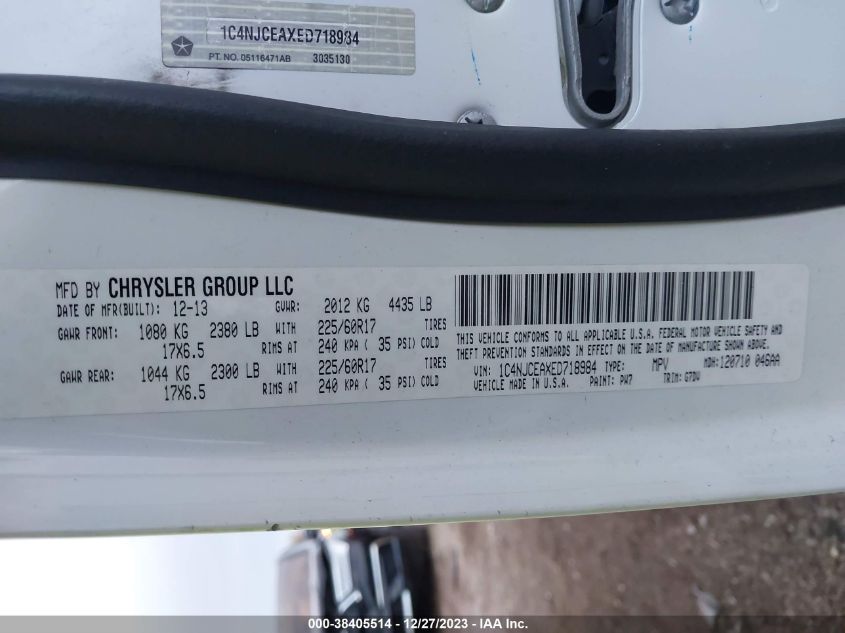 1C4NJCEAXED718984
PT. NO. 05116471AB 3035130
MFD BY CHRYSLER GROUP LLC
DATE OF MFR(BUILT): 12-13 GVWR: 2012 KG 4435 LB
GAWR FRONT: 1080 KG 2380 LB WITH 225/60R17 TIRES
17X6.5 RIMS AT 240 KPA ( 35 PSI) COLD
GAWR REAR: 1044 KG 2300 LB WITH 225/60R17 TIRES
17X6.5 RIMS AT 240 KPA ( 35 PSI) COLD
THIS VEHICLE CONFORMS TO ALL APPLICABLE U.S.A. FEDERAL MOTOR VEHICLE SAFETY AND
THEFT PREVENTION STANDARDS IN EFFECT ON THE DATE OF MANUFACTURE SHOWN ABOVE.
VIN: 1C4NJCEAXED718984 TYPE: MPV MDH: 120710 046AA
VEHICLE MADE IN U.S.A. PAINT: PW7 TRIM: G7DV
000-38405514 - 12/27/2023 - IAA Inc.